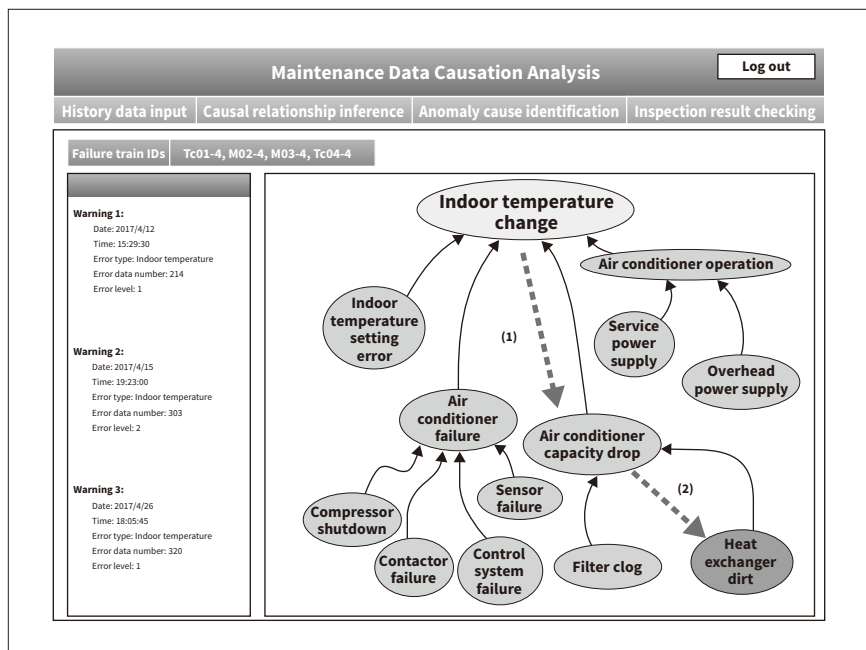 Maintenance Data Causation Analysis
Log out
History data input
Causal relationship inference
Anomaly cause identification
Inspection result checking
Failure train IDs
Tc01-4, M02-4, M03-4, Tc04-4
Warning 1:
Date: 2017/4/12
Time: 15:29:30
Error type: Indoor temperature
Error data number: 214
Error level: 1
Warning 2:
Date: 2017/4/15
Time: 19:23:00
Error type: Indoor temperature
Error data number: 303
Error level: 2
Warning 3:
Date: 2017/4/26
Time: 18:05:45
Error type: Indoor temperature
Error data number: 320
Error level: 1
Indoor temperature
change
Air conditioner operation
Indoor
temperature
setting
error
(1)
Service
power
supply
Overhead
power supply
Air
conditioner
failure
Air conditioner
capacity drop
Compressor
shutdown
Sensor
failure
(2)
Contactor
failure
Control
system
failure
Filter clog
Heat
exchanger
dirt